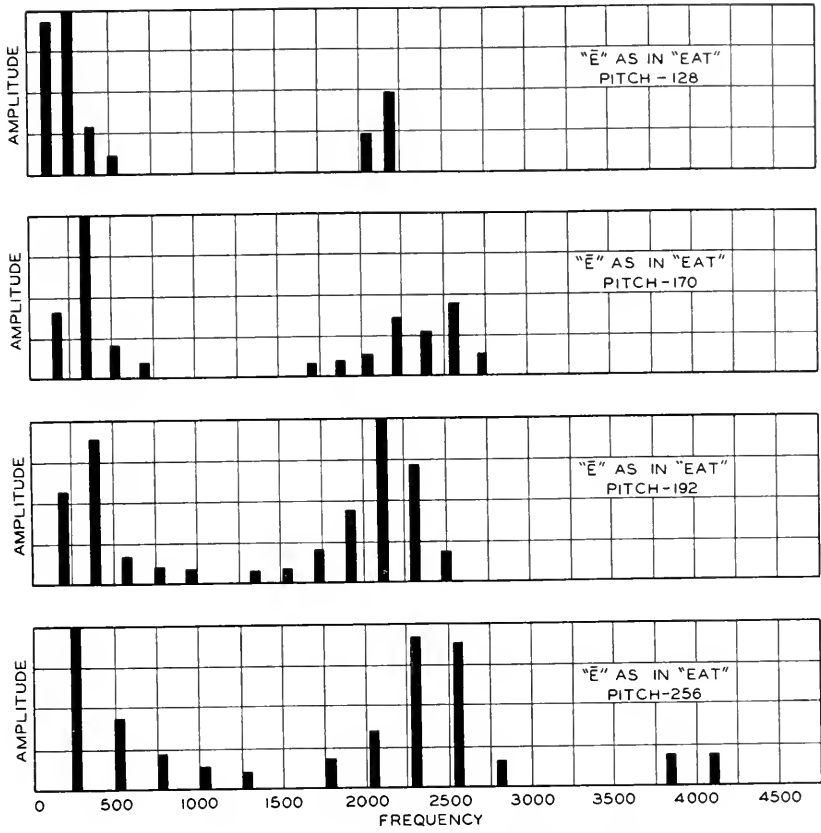 AMPLITUDE
"Ē" AS IN "EAT"
PITCH-128
AMPLITUDE
"Ē" AS IN "EAT"
PITCH-170
AMPLITUDE
"Ē" AS IN "EAT"
PITCH-192
AMPLITUDE
"Ē" AS IN "EAT"
PITCH-256
0 500 1000 1500 2000 2500 3000 3500 4000 4500
FREQUENCY